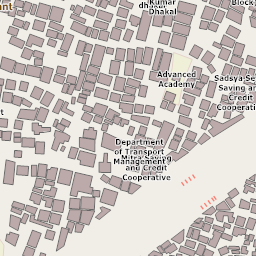 Kumar
Dhakal
Block
Advanced
Academy
Sadsya Se
Saving an
Credit
Cooperati
Department
of Transport
Management
Mitra Saving
and Credit
Cooperative